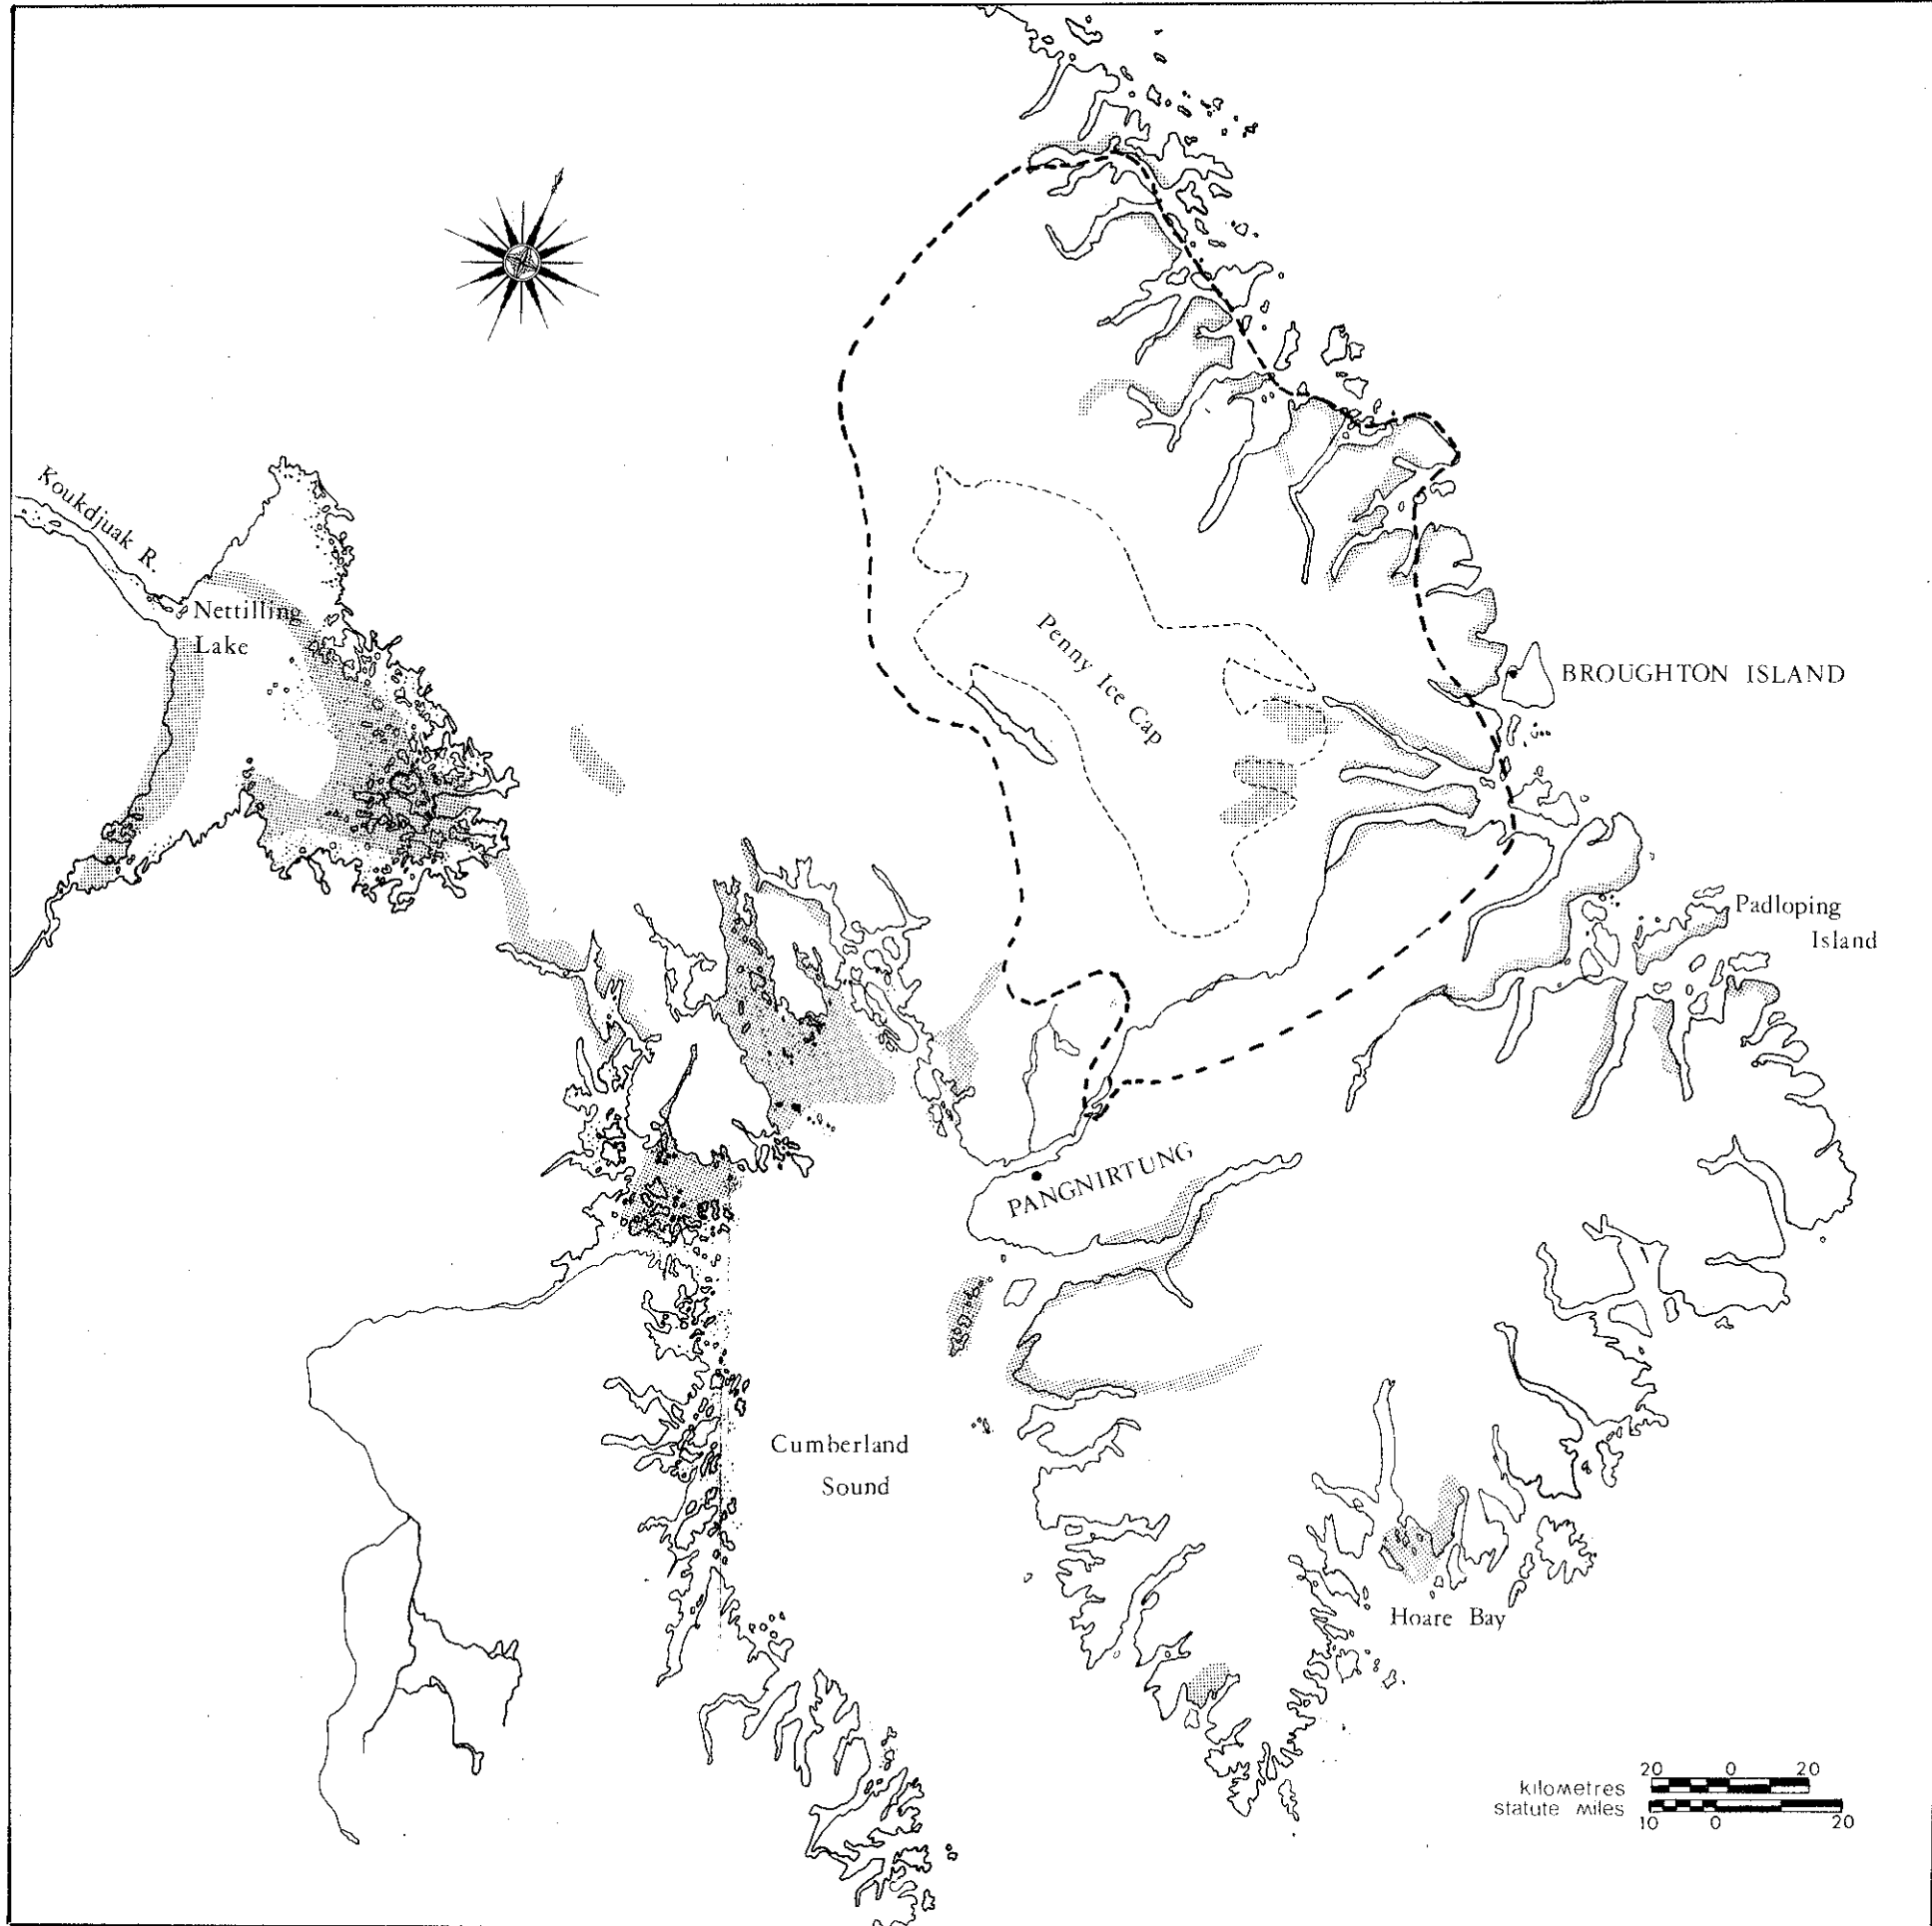 Koukdjuak R.
Nettilling
Lake
Penny Ice Cap
BROUGHTON ISLAND
Padloping
Island
PANGNIRTUNG
Cumberland
Sound
Hoare Bay
20 0 20
kilometres
statute miles
10 0 20